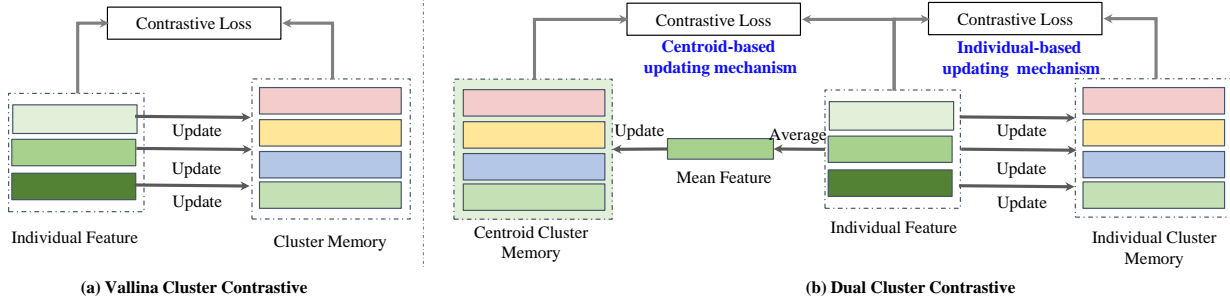 Contrastive Loss
Update
Update
Update
Individual Feature
Cluster Memory
(a) Vallina Cluster Contrastive
Contrastive Loss
Centroid-based
updating mechanism
Contrastive Loss
Individual-based
updating mechanism
Update
Average
Mean Feature
Update
Update
Update
Centroid Cluster
Memory
Individual Feature
Individual Cluster
Memory
(b) Dual Cluster Contrastive